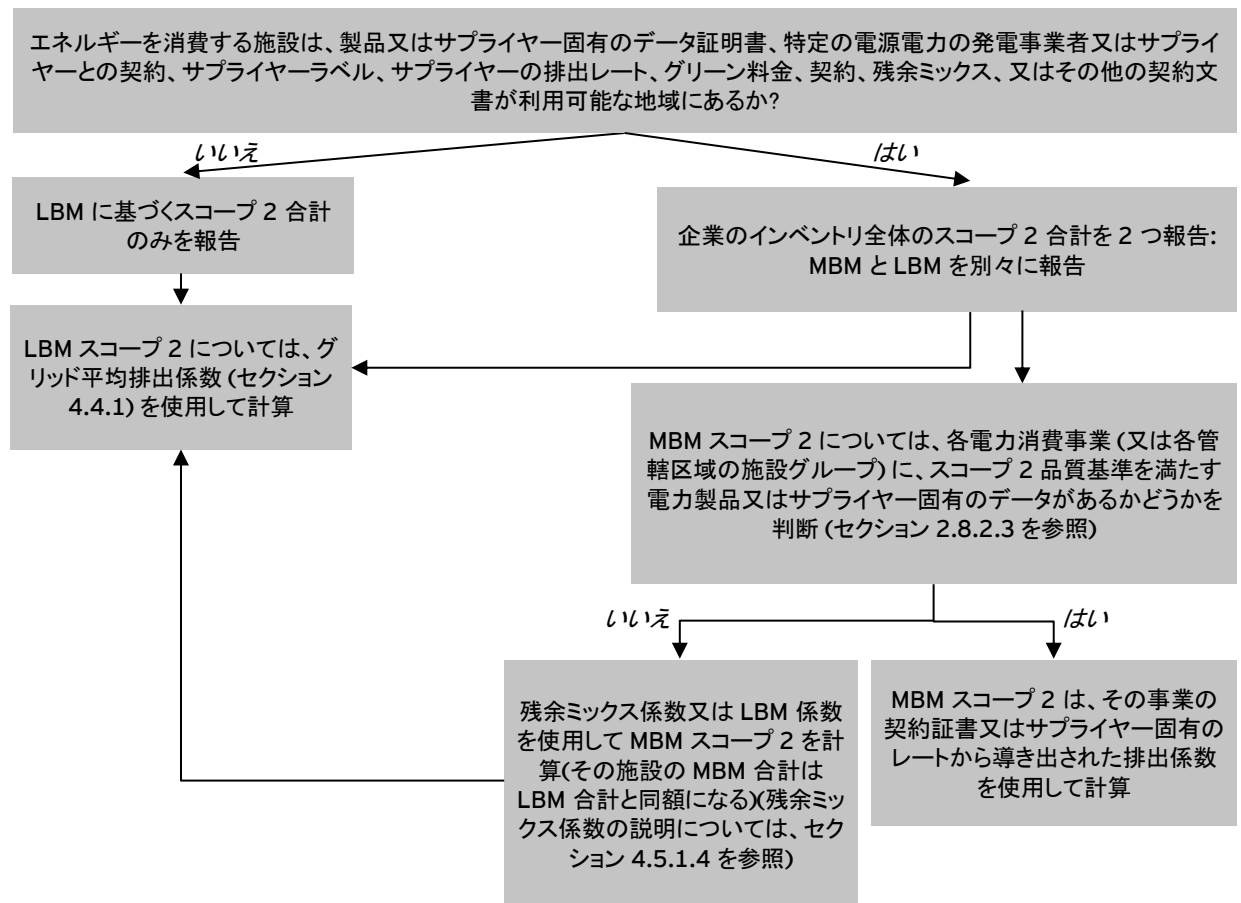 エネルギーを消費する施設は、製品又はサプライヤー固有のデータ証明書、特定の電源電力の発電事業者又はサプライ
ヤーとの契約、サプライヤーラベル、サプライヤーの排出レート、グリーン料金、契約、残余ミックス、又はその他の契約文
書が利用可能な地域にあるか?
いいえ
はい
LBM に基づくスコープ 2 合計
のみを報告
企業のインベントリ全体のスコープ 2 合計を 2 つ報告:
MBM と LBM を別々に報告
LBM スコープ 2 については、グ
リッド平均排出係数 (セクション
4.4.1) を使用して計算
MBM スコープ 2 については、各電力消費事業 (又は各管
轄区域の施設グループ) に、スコープ 2 品質基準を満たす
電力製品又はサプライヤー固有のデータがあるかどうかを
判断 (セクション 2.8.2.3 を参照)
いいえ
はい
残余ミックス係数又は LBM 係数
を使用して MBM スコープ 2 を計
算(その施設の MBM 合計は
LBM 合計と同額になる)(残余ミッ
クス係数の説明については、セク
ション 4.5.1.4 を参照)
MBM スコープ 2 は、その事業の
契約証書又はサプライヤー固有の
レートから導き出された排出係数
を使用して計算